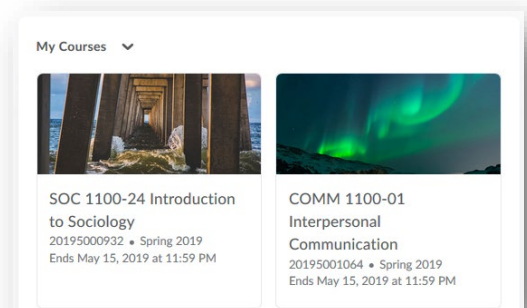 My Courses
SOC 1100-24 Introduction
to Sociology
20195000932 • Spring 2019
Ends May 15, 2019 at 11:59 PM
COMM 1100-01
Interpersonal
Communication
20195001064 • Spring 2019
Ends May 15, 2019 at 11:59 PM